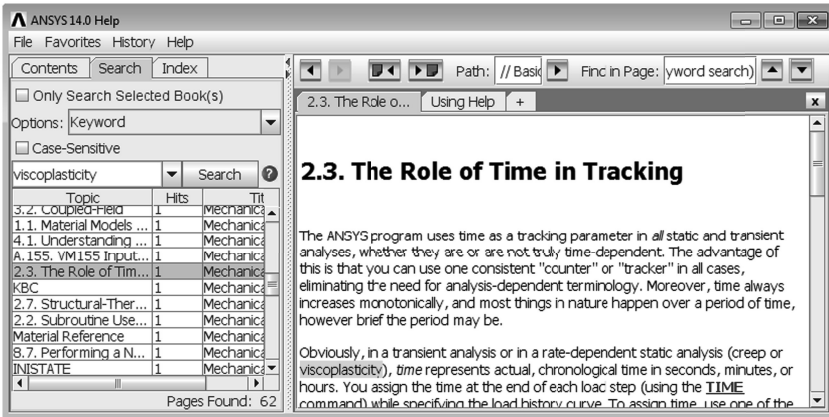 ANSYS 14.0 Help
File Favorites History Help
Contents Search Index
Path: // Basic Find in Page: yword search)
Only Search Selected Book(s)
2.3. The Role o... Using Help + x
Options: Keyword
Case-Sensitive
viscoplasticity Search ?
Topic Hits Tit
3.2. Coupled-Field 1 Mechanica
1.1. Material Models ... 1 Mechanica
4.1. Understanding ... 1 Mechanica
A.155. VM155 Input... 1 Mechanica
2.3. The Role of Tim... 1 Mechanica
KBC 1 Mechanica
2.7. Structural-Ther... 1 Mechanica
2.2. Subroutine Use... 1 Mechanica
Material Reference 1 Mechanica
8.7. Performing a N... 1 Mechanica
INISTATE 1 Mechanica
Pages Found: 62
2.3. The Role of Time in Tracking
The ANSYS program uses time as a tracking parameter in all static and transient
analyses, whether they are or are not truly time-dependent. The advantage of
this is that you can use one consistent "counter" or "tracker" in all cases,
eliminating the need for analysis-dependent terminology. Moreover, time always
increases monotonically, and most things in nature happen over a period of time,
however brief the period may be.
Obviously, in a transient analysis or in a rate-dependent static analysis (creep or
viscoplasticity), time represents actual, chronological time in seconds, minutes, or
hours. You assign the time at the end of each load step (using the TIME
command) while specifying the load history curve. To assign time, use one of the